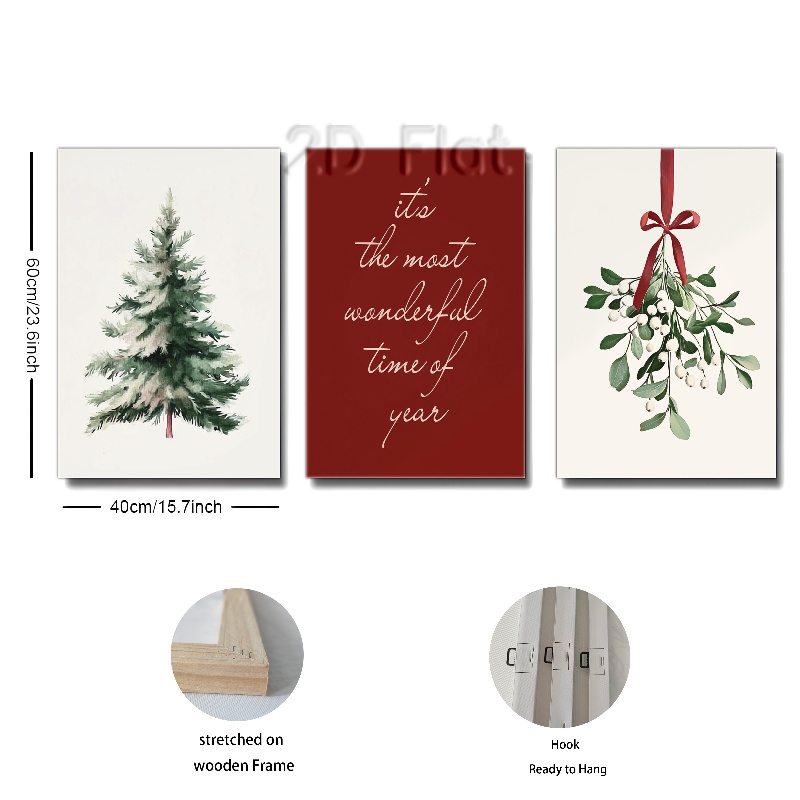 2D Flat
it's
the most
wonderful
time of
year
60cm/23.6inch
40cm/15.7inch
stretched on
wooden Frame
Hook
Ready to Hang